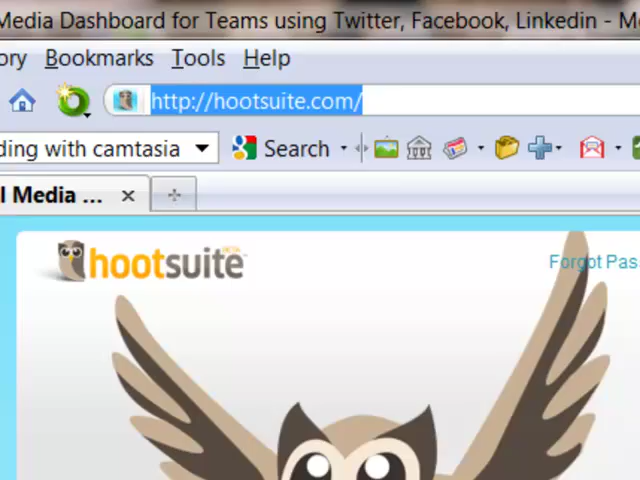 Media Dashboard for Teams using Twitter, Facebook, Linkedin - M
ory Bookmarks Tools Help
http://hootsuite.com/
ding with camtasia Search
l Media ...
hootsuite
Forgot Pas